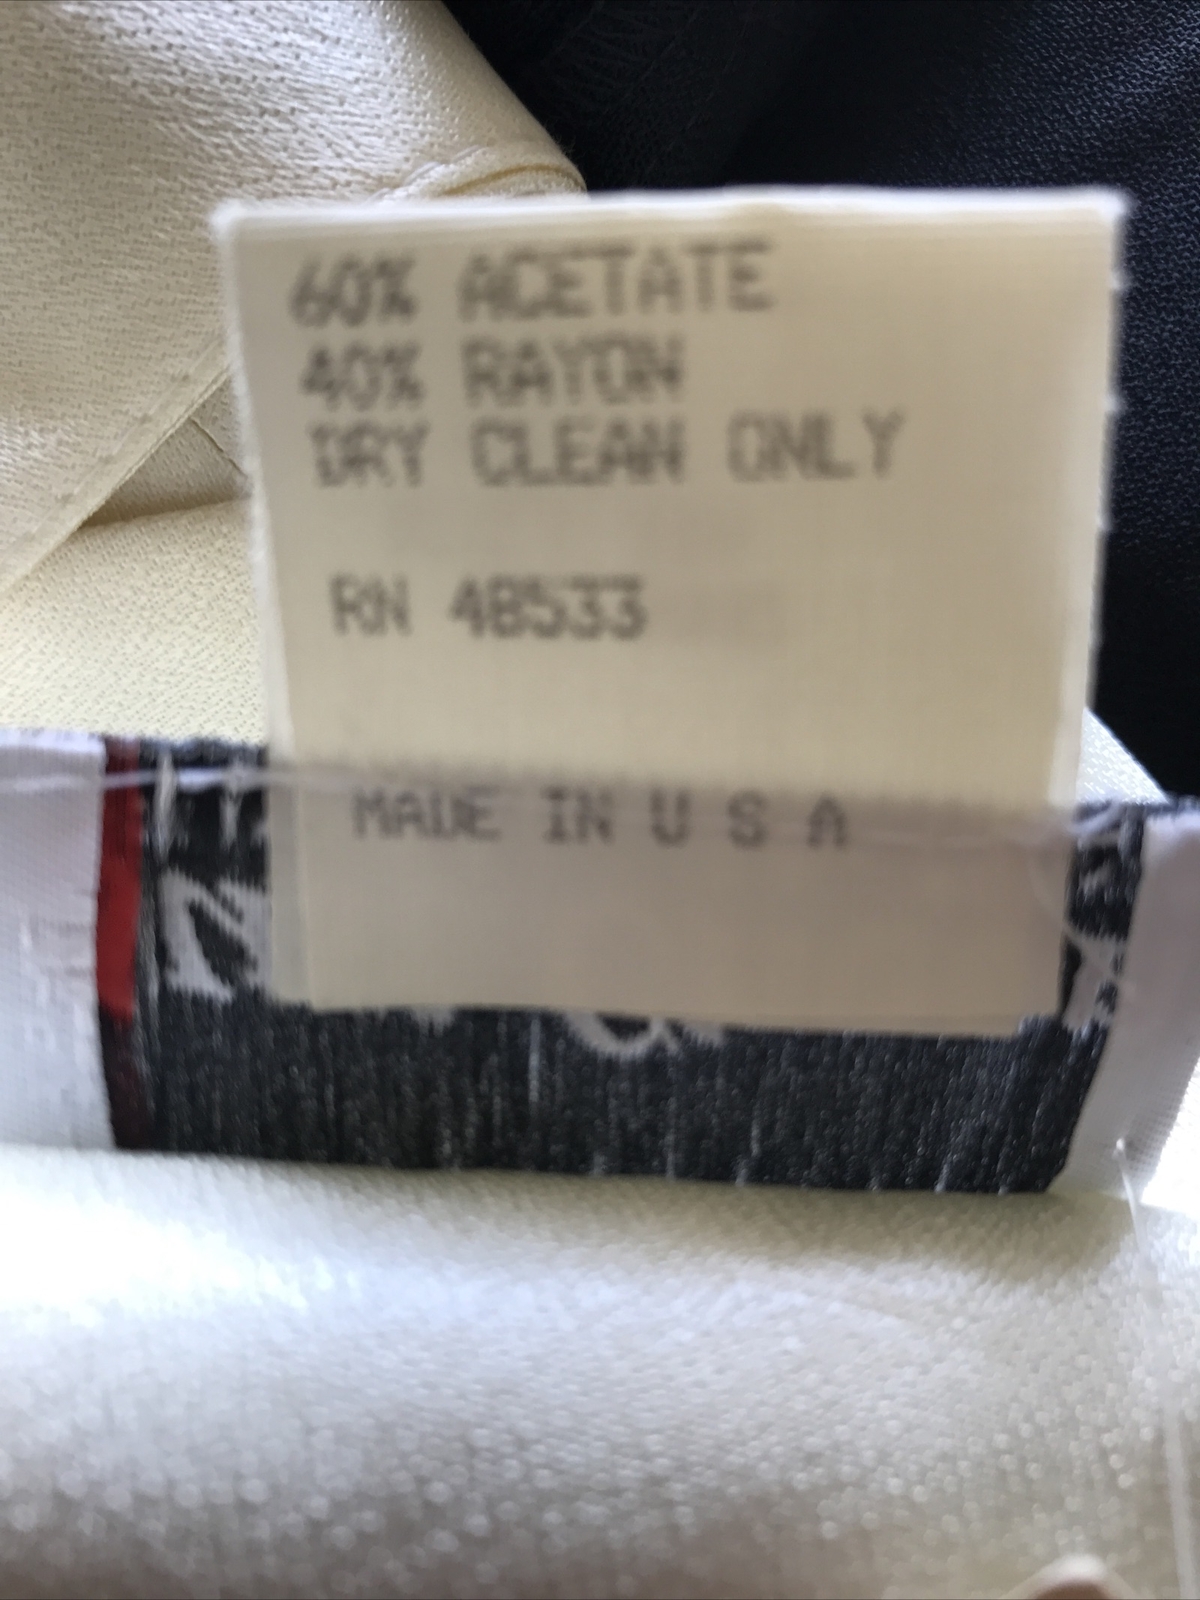 60% ACETATE
40% RAYON
DRY CLEAN ONLY
RN 48533
MADE IN U S A